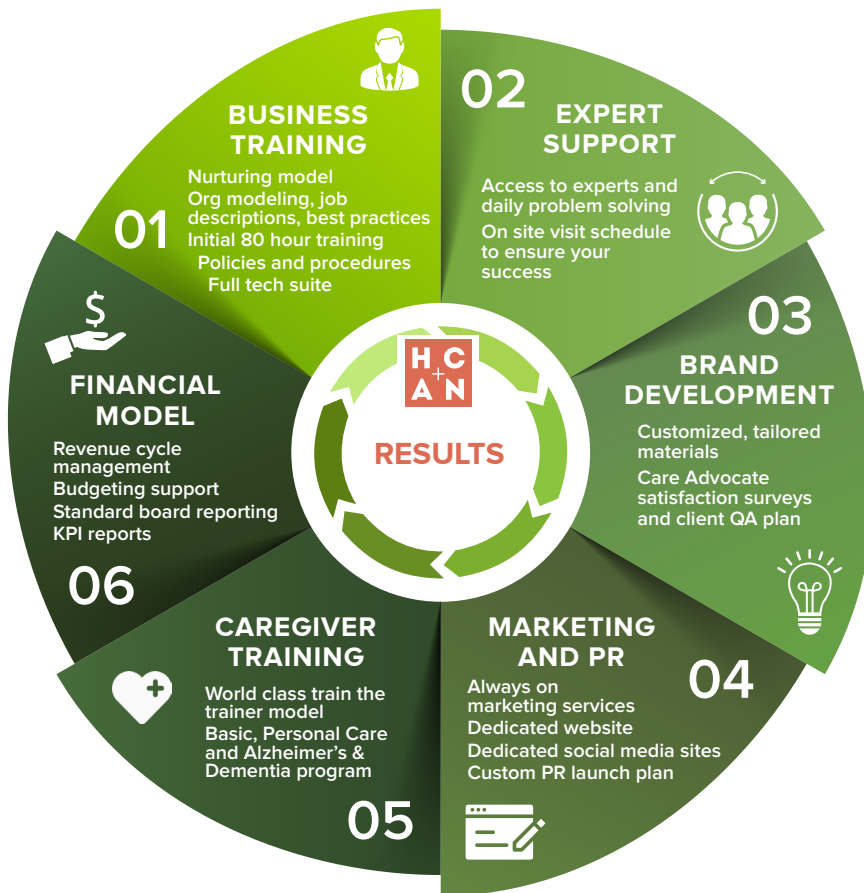 01
BUSINESS
TRAINING
Nurturing model
Org modeling, job
descriptions, best practices
Initial 80 hour training
Policies and procedures
Full tech suite
02
EXPERT
SUPPORT
Access to experts and
daily problem solving
On site visit schedule
to ensure your
success
03
BRAND
DEVELOPMENT
Customized, tailored
materials
Care Advocate
satisfaction surveys
and client QA plan
04
MARKETING
AND PR
Always on
marketing services
Dedicated website
Dedicated social media sites
Custom PR launch plan
05
CAREGIVER
TRAINING
World class train the
trainer model
Basic, Personal Care
and Alzheimer's &
Dementia program
06
FINANCIAL
MODEL
$
Revenue cycle
management
Budgeting support
Standard board reporting
KPI reports
H C
+
A N
RESULTS